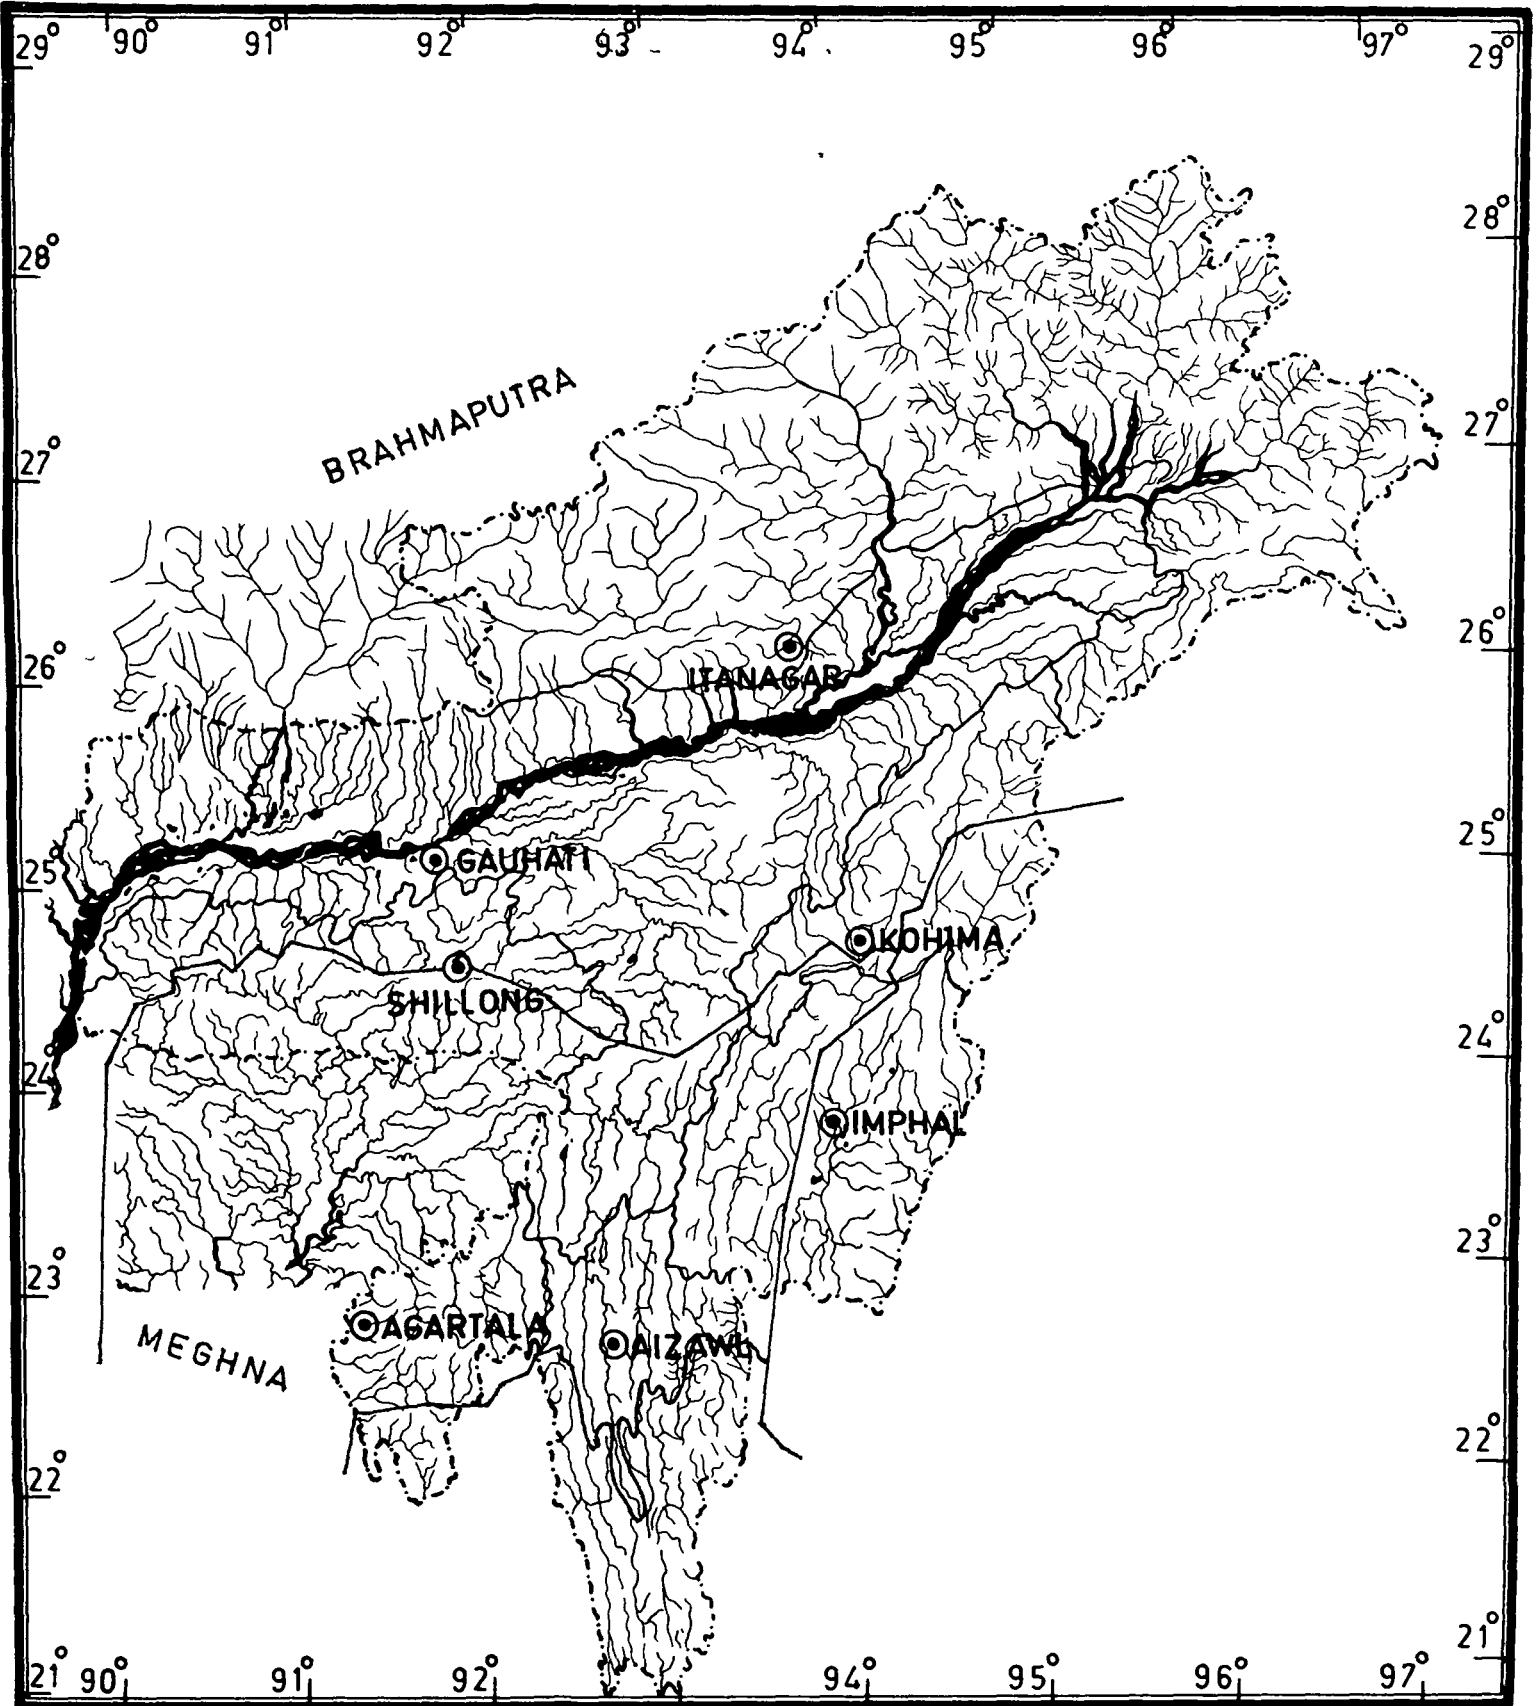 90° 91° 92° 93° 94° 95° 96° 97°
29° 29°
28° 28°
BRAHMAPUTRA
27° 27°
26° 26°
ITANAGAR
25° 25°
GAUHATI
KOHIMA
SHILLONG
24° 24°
IMPHAL
23° 23°
AGARTALA
MEGHNA
AIZAWL
22° 22°
21° 21°
90° 91° 92° 94° 95° 96° 97°